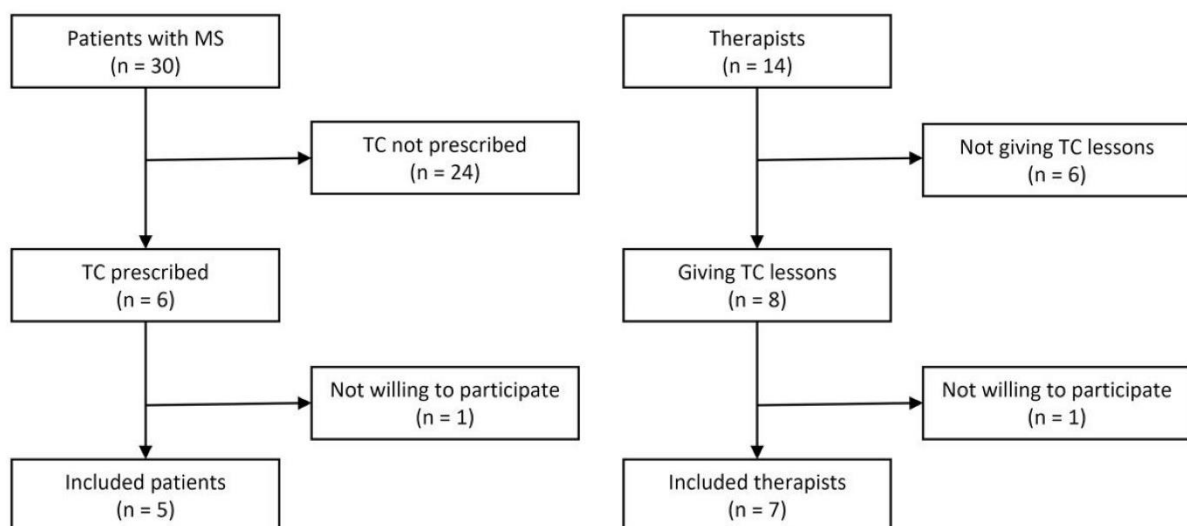 Patients with MS
(n = 30)
TC not prescribed
(n = 24)
TC prescribed
(n = 6)
Not willing to participate
(n = 1)
Included patients
(n = 5)
Therapists
(n = 14)
Not giving TC lessons
(n = 6)
Giving TC lessons
(n = 8)
Not willing to participate
(n = 1)
Included therapists
(n = 7)